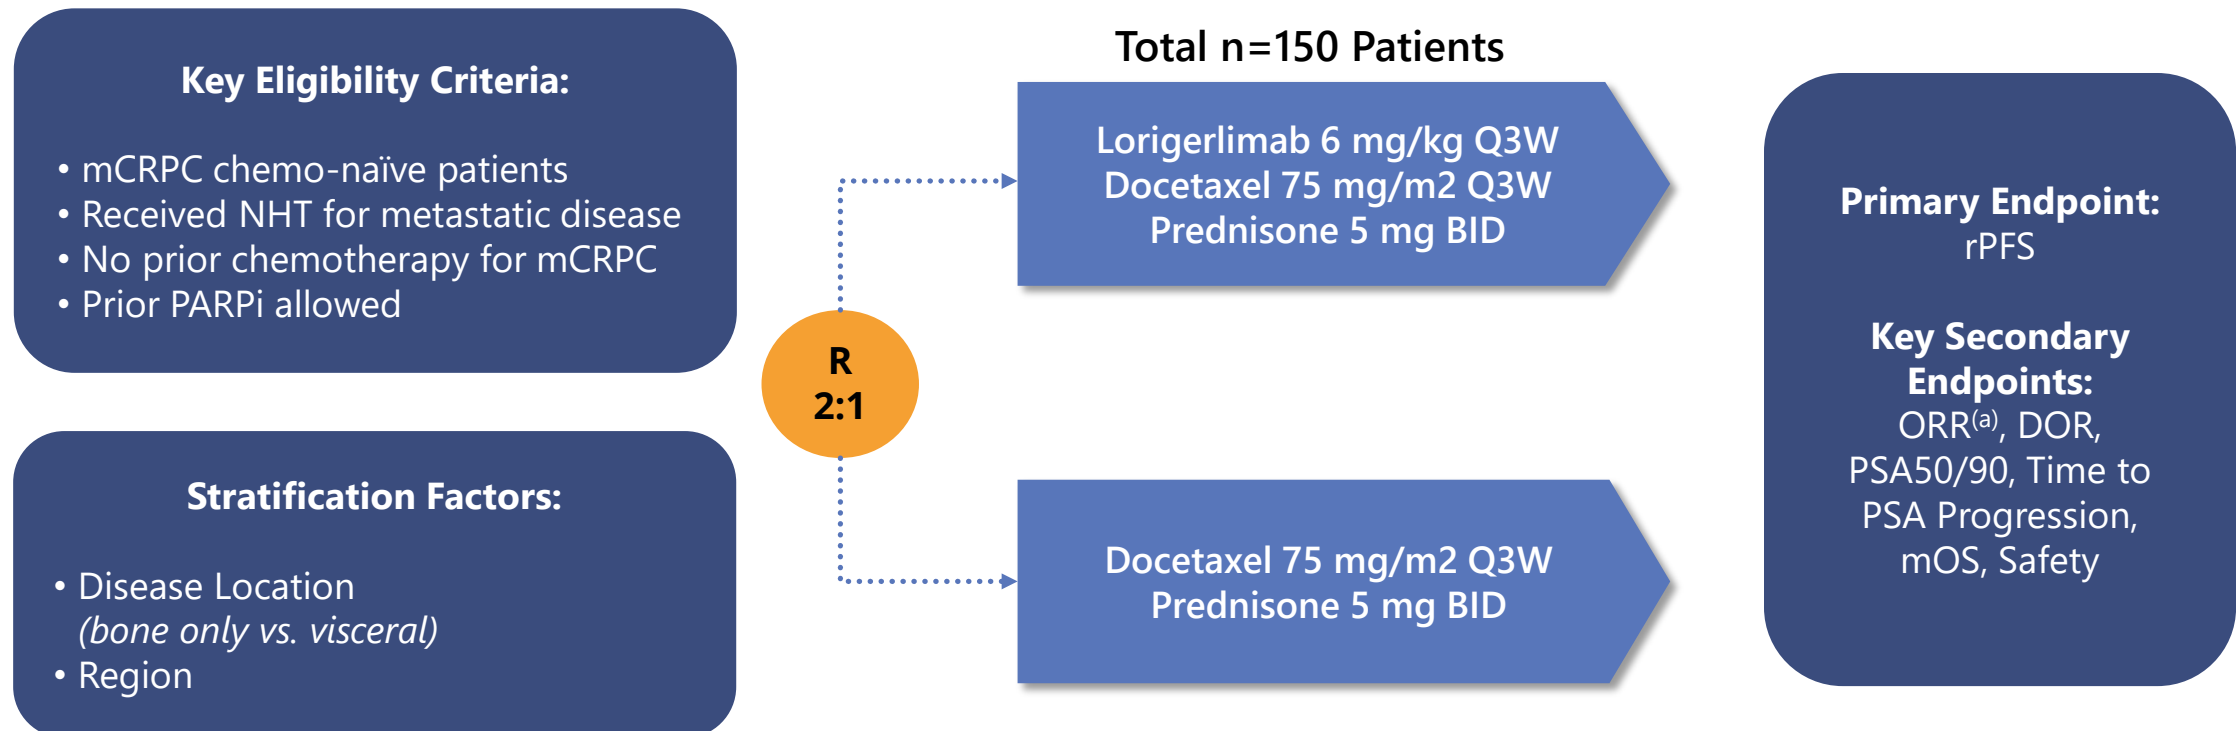 Key Eligibility Criteria:
• mCRPC chemo-naïve patients
• Received NHT for metastatic disease
• No prior chemotherapy for mCRPC
• Prior PARPi allowed
Stratification Factors:
• Disease Location
(bone only vs. visceral)
• Region
R
2:1
Total n=150 Patients
Lorigerlimab 6 mg/kg Q3W
Docetaxel 75 mg/m2 Q3W
Prednisone 5 mg BID
Docetaxel 75 mg/m2 Q3W
Prednisone 5 mg BID
Primary Endpoint:
rPFS
Key Secondary
Endpoints:
ORR(a), DOR,
PSA50/90, Time to
PSA Progression,
mOS, Safety